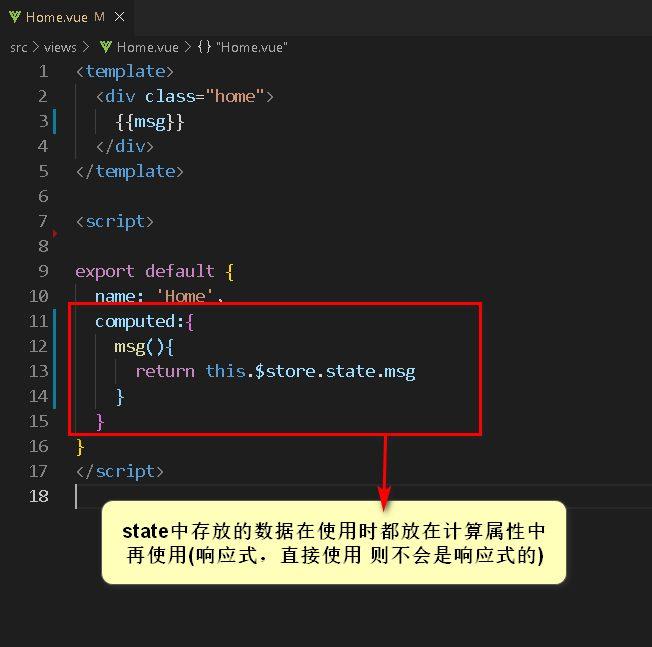 Home.vue M ×
src > views > Home.vue > {} "Home.vue"
1 <template>
2 <div class="home">
3 {{msg}}
4 </div>
5 </template>
6
7 <script>
8
9 export default {
10 name: 'Home',
11 computed:{
12 msg(){
13 return this.$store.state.msg
14 }
15 }
16 }
17 </script>
18
state中存放的数据在使用时都放在计算属性中
再使用(响应式，直接使用 则不会是响应式的)